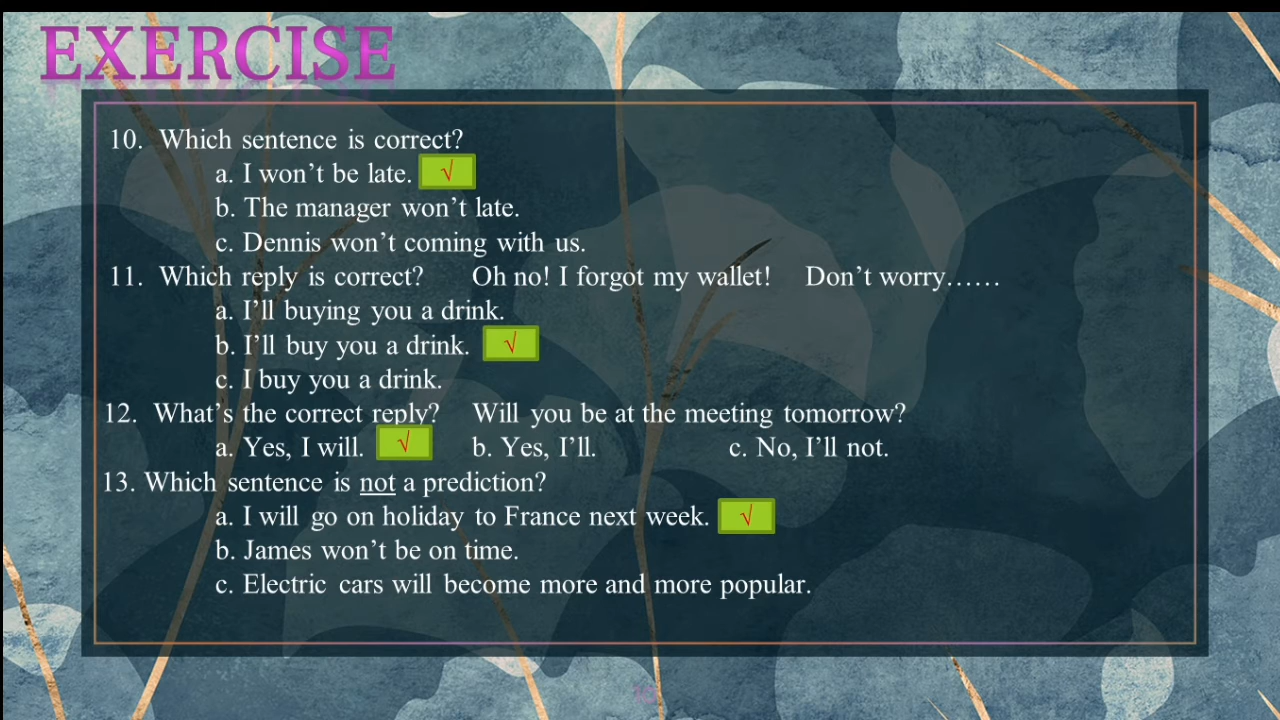 EXERCISE
10. Which sentence is correct?
a. I won't be late. √
b. The manager won't late.
c. Dennis won't coming with us.
11. Which reply is correct? Oh no! I forgot my wallet! Don't worry……
a. I'll buying you a drink.
b. I'll buy you a drink. √
c. I buy you a drink.
12. What's the correct reply? Will you be at the meeting tomorrow?
a. Yes, I will. √ b. Yes, I'll. c. No, I'll not.
13. Which sentence is not a prediction?
a. I will go on holiday to France next week. √
b. James won't be on time.
c. Electric cars will become more and more popular.
10